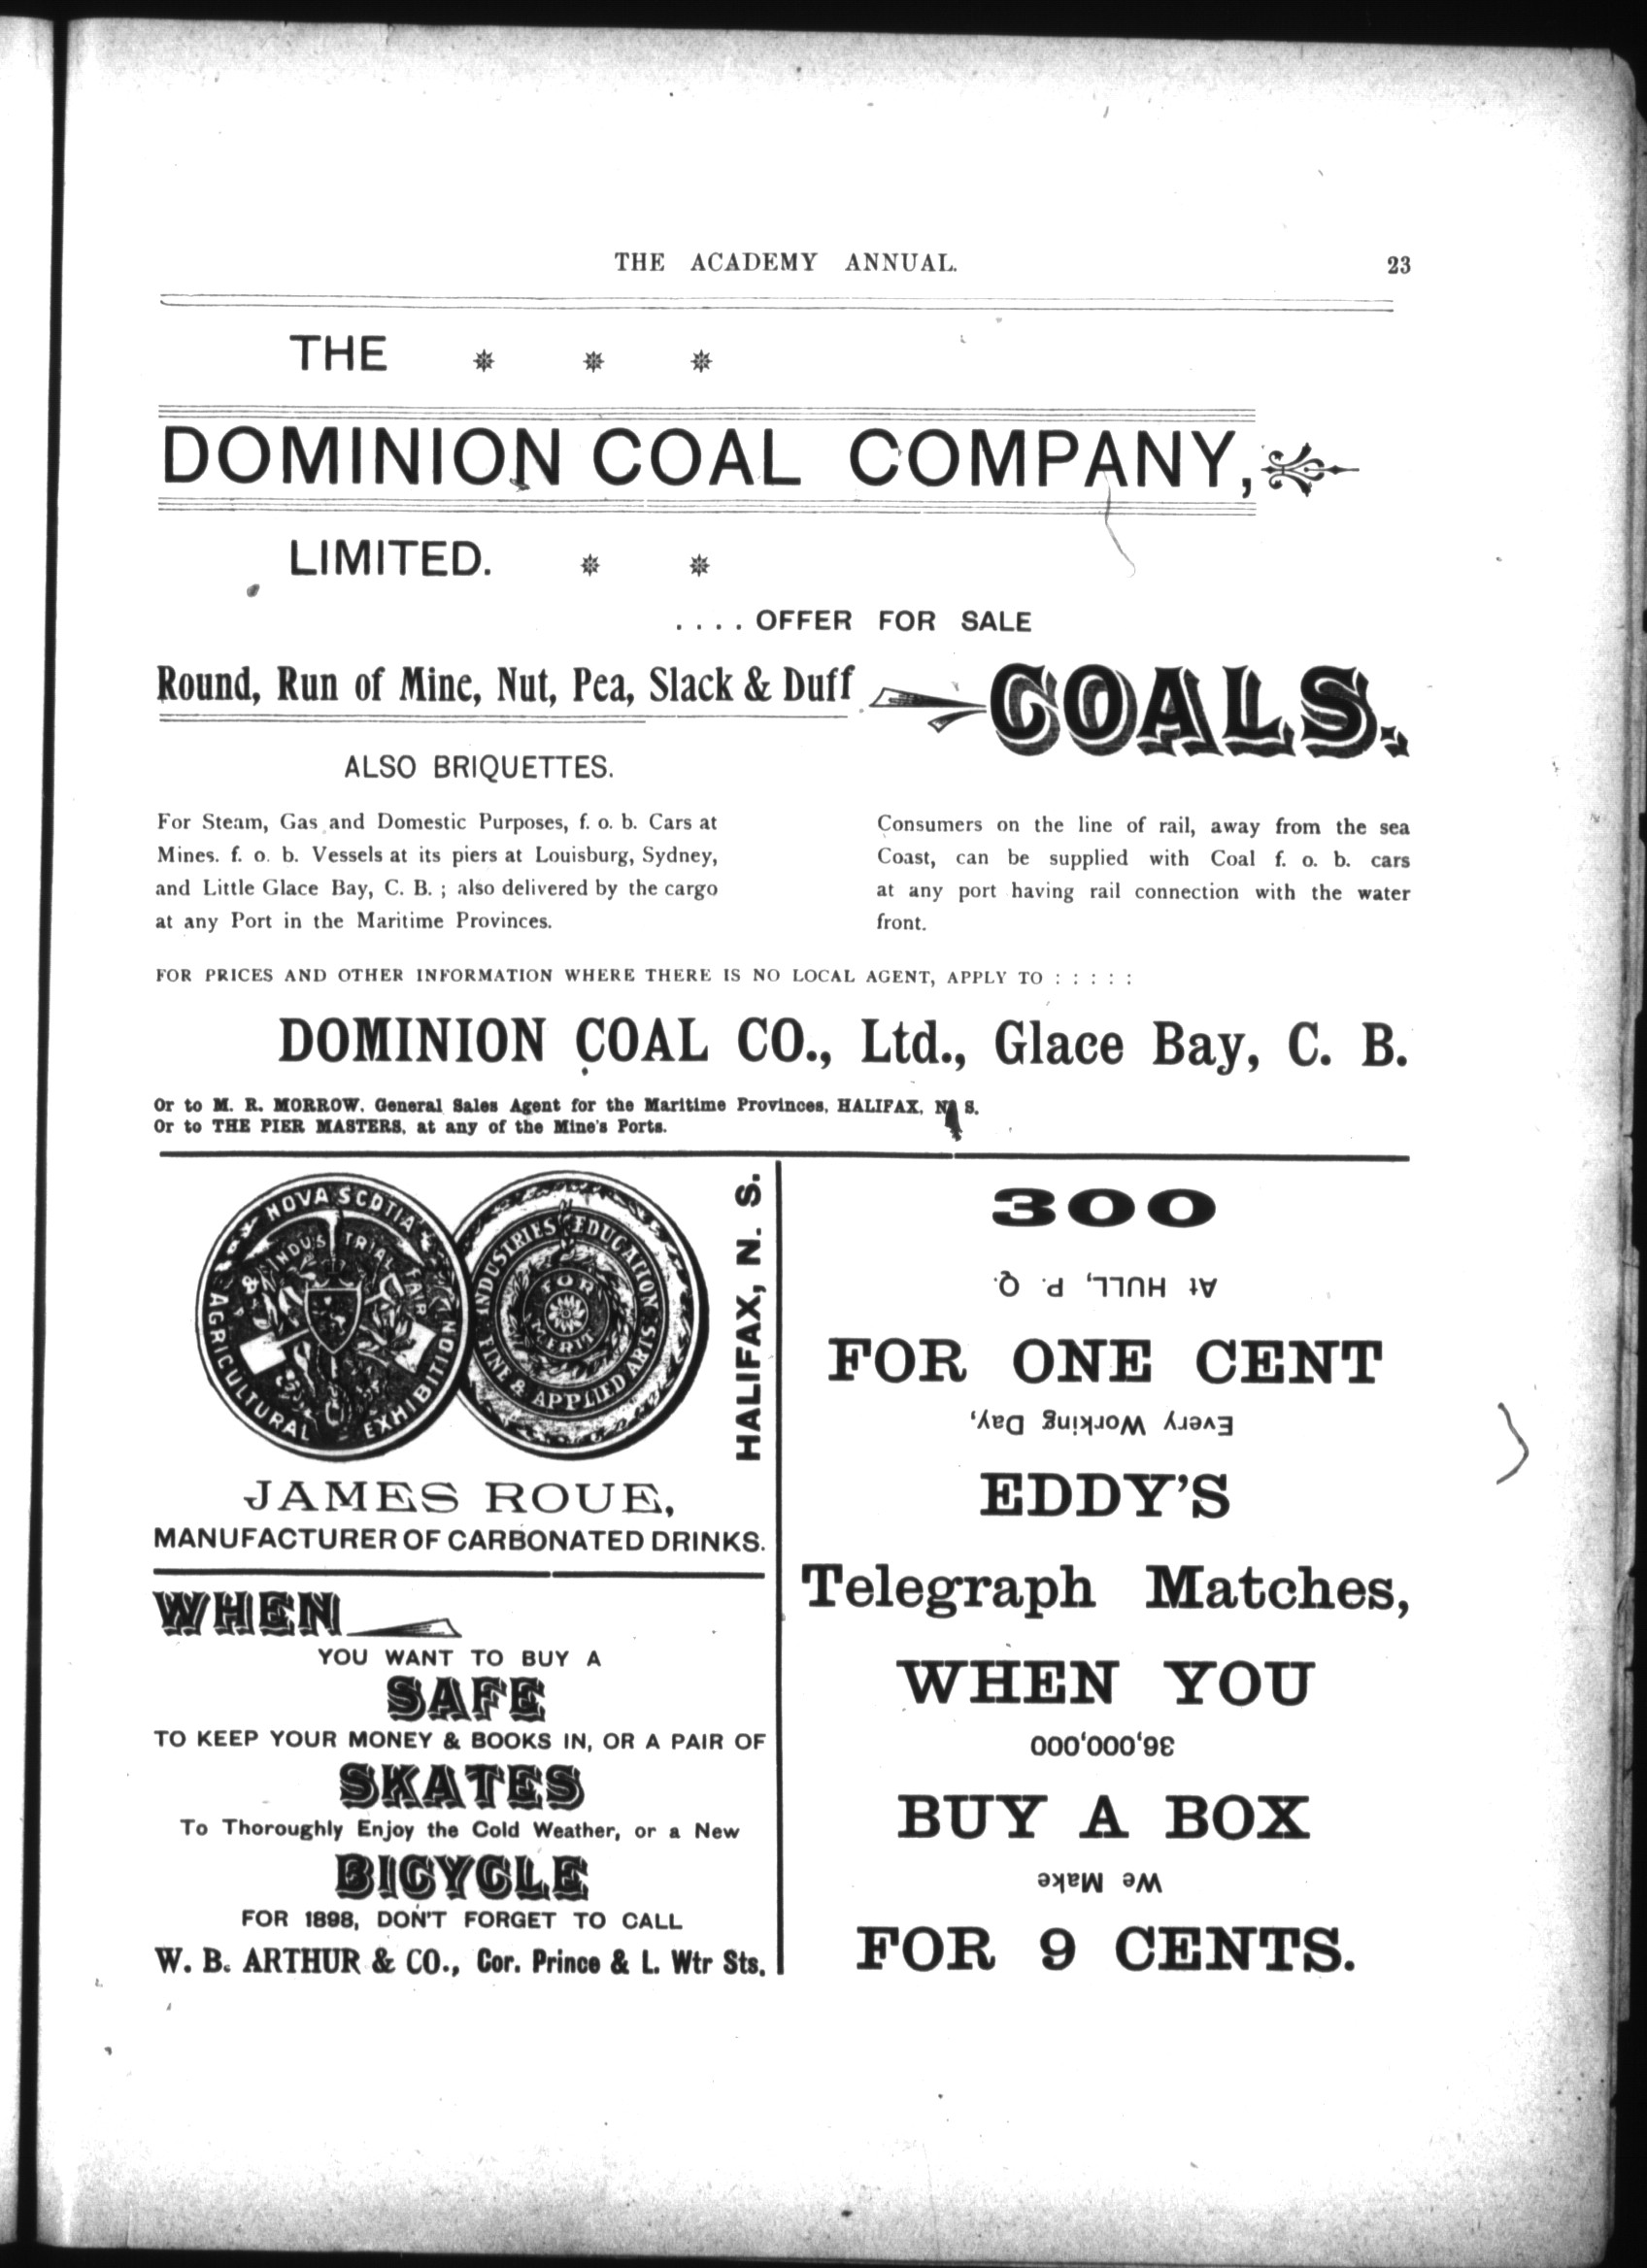 THE ACADEMY ANNUAL. 23
THE
DOMINION COAL COMPANY,
LIMITED.
.... OFFER FOR SALE
Round, Run of Mine, Nut, Pea, Slack & Duff COALS.
ALSO BRIQUETTES.
For Steam, Gas and Domestic Purposes, f. o. b. Cars at
Mines. f. o. b. Vessels at its piers at Louisburg, Sydney,
and Little Glace Bay, C. B. ; also delivered by the cargo
at any Port in the Maritime Provinces.
Consumers on the line of rail, away from the sea
Coast, can be supplied with Coal f. o. b. cars
at any port having rail connection with the water
front.
FOR PRICES AND OTHER INFORMATION WHERE THERE IS NO LOCAL AGENT, APPLY TO : : : : :
DOMINION COAL CO., Ltd., Glace Bay, C. B.
Or to M. R. MORROW, General Sales Agent for the Maritime Provinces, HALIFAX, N. S.
Or to THE PIER MASTERS, at any of the Mine's Ports.
NOVA SCOTIA
& INDUSTRIAL FAIR
AGRICULTURAL EXHIBITION
INDUSTRIES EDUCATION
FINE & APPLIED ARTS
FOR
MERIT
HALIFAX, N. S.
JAMES ROUE,
MANUFACTURER OF CARBONATED DRINKS.
WHEN
YOU WANT TO BUY A
SAFE
TO KEEP YOUR MONEY & BOOKS IN, OR A PAIR OF
SKATES
To Thoroughly Enjoy the Cold Weather, or a New
BICYCLE
FOR 1898, DON'T FORGET TO CALL
W. B. ARTHUR & CO., Cor. Prince & L. Wtr Sts.
300
At HULL, P. Q.
FOR ONE CENT
Every Working Day,
EDDY'S
Telegraph Matches,
WHEN YOU
36,000,000
BUY A BOX
We Make
FOR 9 CENTS.